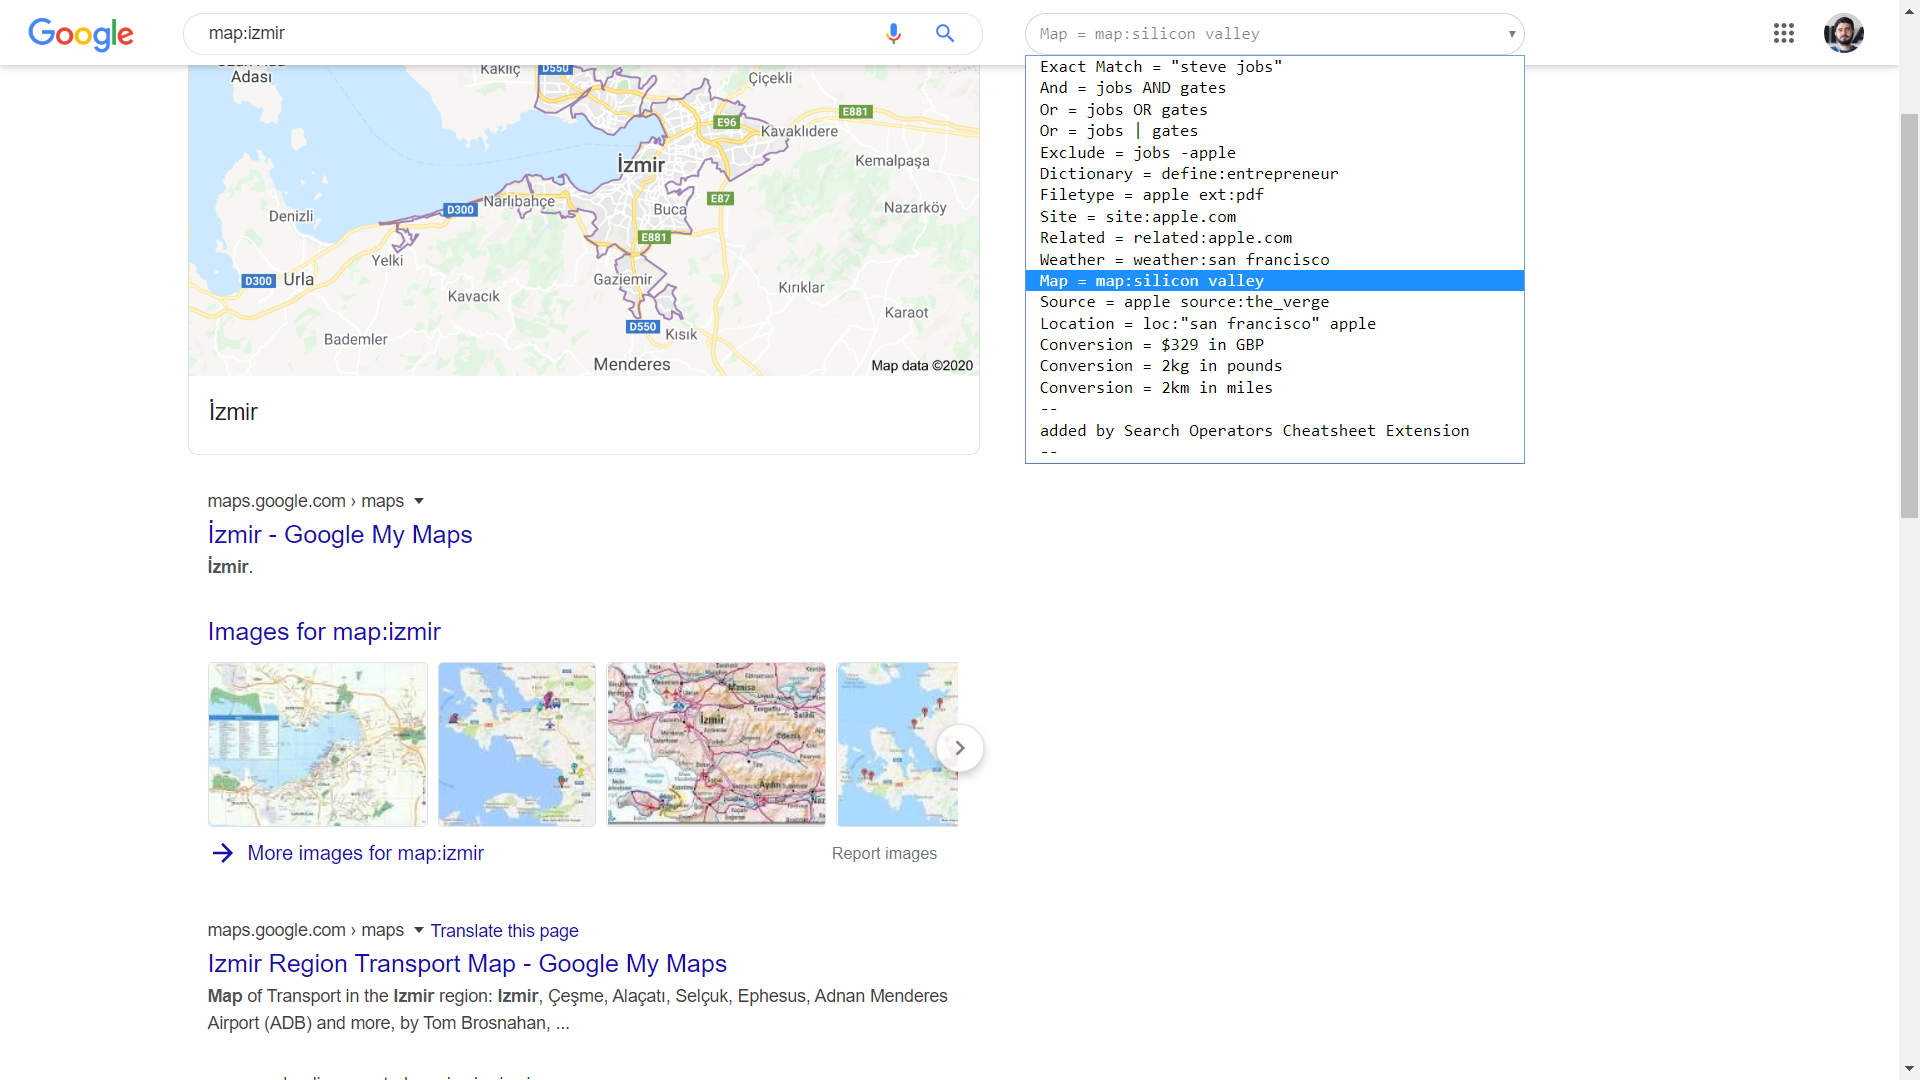 Google
map:izmir
Map = map:silicon valley
Exact Match = "steve jobs"
And = jobs AND gates
Or = jobs OR gates
Or = jobs | gates
Exclude = jobs -apple
Dictionary = define:entrepreneur
Filetype = apple ext:pdf
Site = site:apple.com
Related = related:apple.com
Weather = weather:san francisco
Map = map:silicon valley
Source = apple source:the_verge
Location = loc:"san francisco" apple
Conversion = $329 in GBP
Conversion = 2kg in pounds
Conversion = 2km in miles
--
added by Search Operators Cheatsheet Extension
--
Adası
Kaklıç
D550
Çiçekli
E881
E96
Kavaklıdere
İzmir
Kemalpaşa
D300
Narlıbahçe
E87
Denizli
Buca
Nazarköy
E881
Yelki
D300
Urla
Gaziemir
Kırıklar
Kavacık
Karaot
D550
Kısık
Bademler
Menderes
Map data ©2020
İzmir
maps.google.com › maps
İzmir - Google My Maps
İzmir.
Images for map:izmir
Manisa
İzmir
Salihli
Ödemiş
Aydın
More images for map:izmir
Report images
maps.google.com › maps
Translate this page
Izmir Region Transport Map - Google My Maps
Map of Transport in the Izmir region: Izmir, Çeşme, Alaçatı, Selçuk, Ephesus, Adnan Menderes
Airport (ADB) and more, by Tom Brosnahan, ...